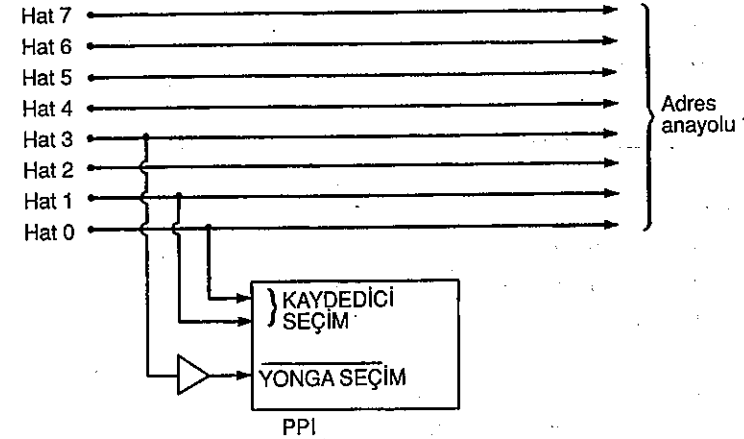 Hat 7
Hat 6
Hat 5
Hat 4
Hat 3
Hat 2
Hat 1
Hat 0
Adres
anayolu
KAYDEDİCİ
SEÇİM
YONGA SEÇİM
PPI